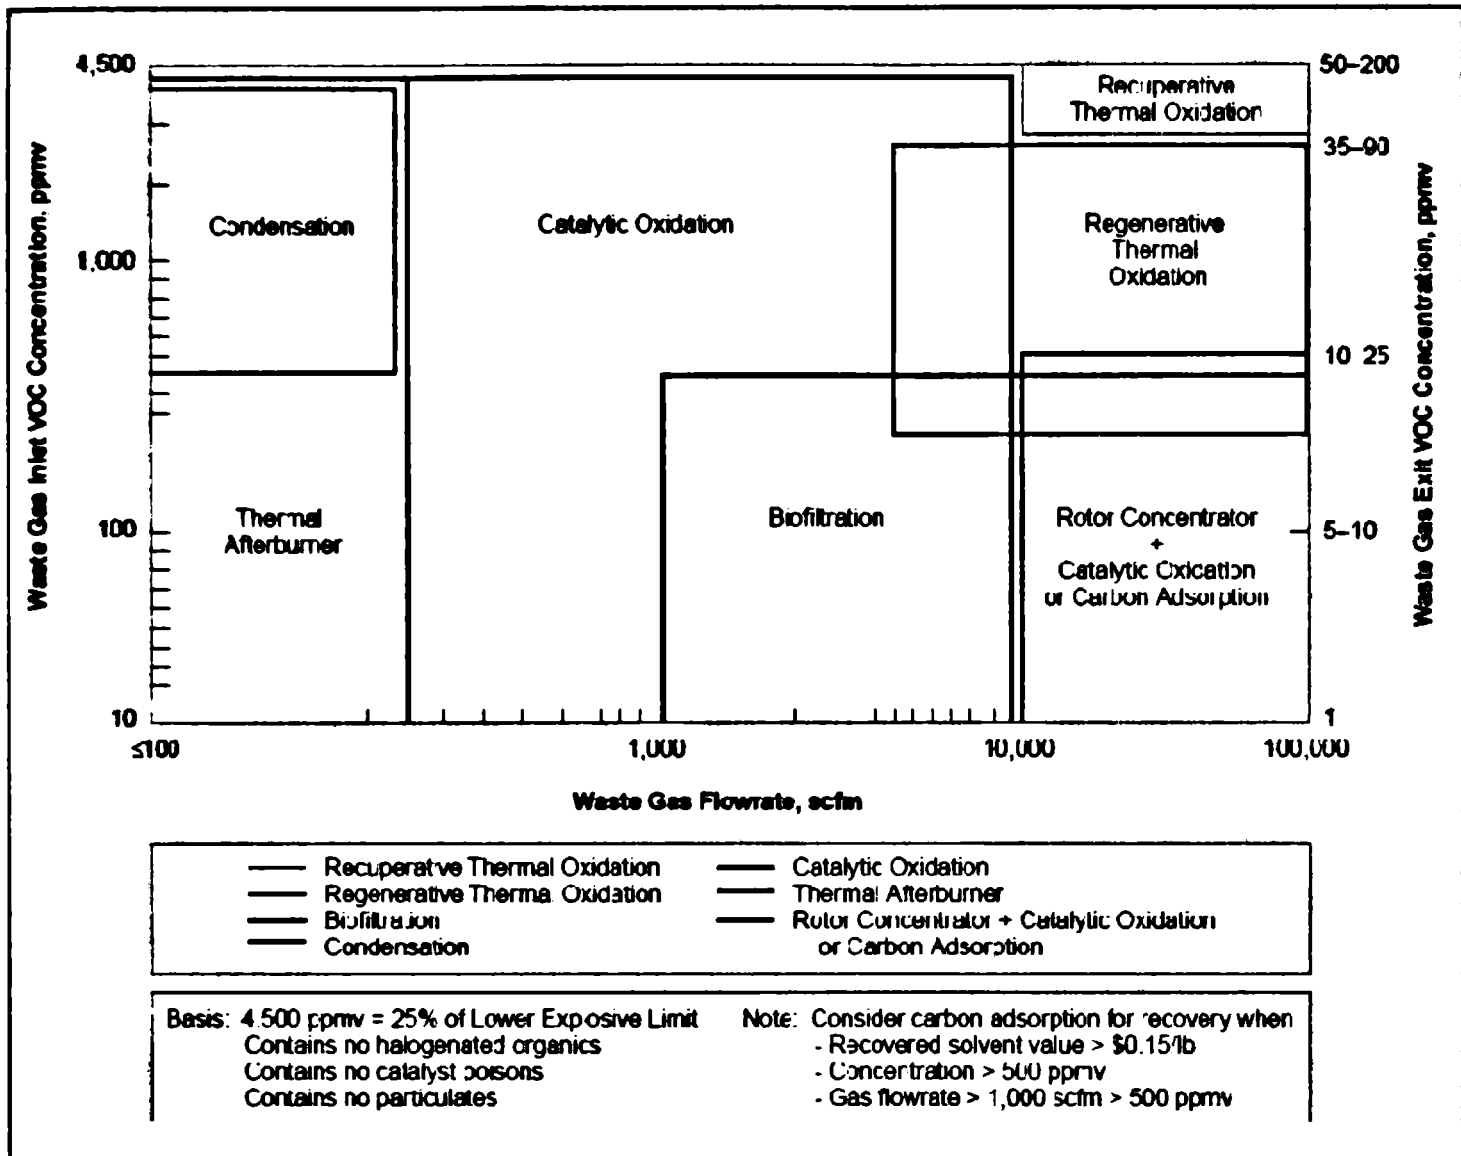 4,500
50–200
Recuperative
Thermal Oxidation
35–90
Condensation
Catalytic Oxidation
Regenerative
Thermal
Oxidation
1,000
10 25
Waste Gas Inlet VOC Concentration, ppmv
Waste Gas Exit VOC Concentration, ppmv
Thermal
Afterburner
Biofiltration
Rotor Concentrator
+
Catalytic Oxication
or Carbon Adsorption
100
5–10
10
1
≤100
1,000
10,000
100,000
Waste Gas Flowrate, scfm
Recuperatve Thermal Oxidation
Regenerative Therma. Oxidation
Biofiltration
Condensation
Catalytic Oxidation
Thermal Afterburner
Rotor Concentrator + Catalytic Oxidation
or Carbon Adsorption
Basis: 4.500 ppmv = 25% of Lower Explosive Limit
Contains no halogenated organics
Contains no catalyst poisons
Contains no particulates
Note: Consider carbon adsorption for recovery when
- Recovered solvent value > $0.15/lb
- Concentration > 500 ppmv
- Gas flowrate > 1,000 scfm > 500 ppmv